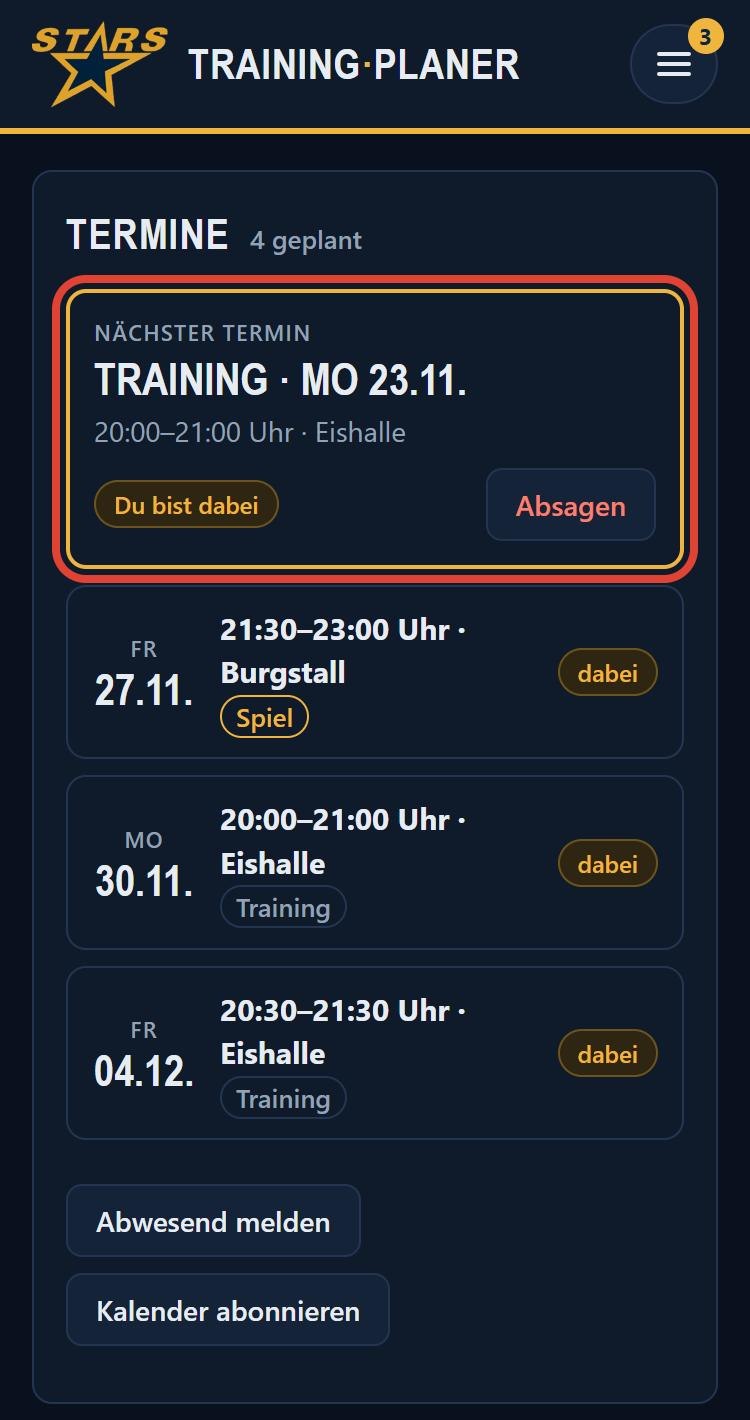 STARS
TRAINING·PLANER
3
TERMINE 4 geplant
NÄCHSTER TERMIN
TRAINING · MO 23.11.
20:00–21:00 Uhr · Eishalle
Du bist dabei
Absagen
FR
27.11.
21:30–23:00 Uhr ·
Burgstall
Spiel
dabei
MO
30.11.
20:00–21:00 Uhr ·
Eishalle
Training
dabei
FR
04.12.
20:30–21:30 Uhr ·
Eishalle
Training
dabei
Abwesend melden
Kalender abonnieren